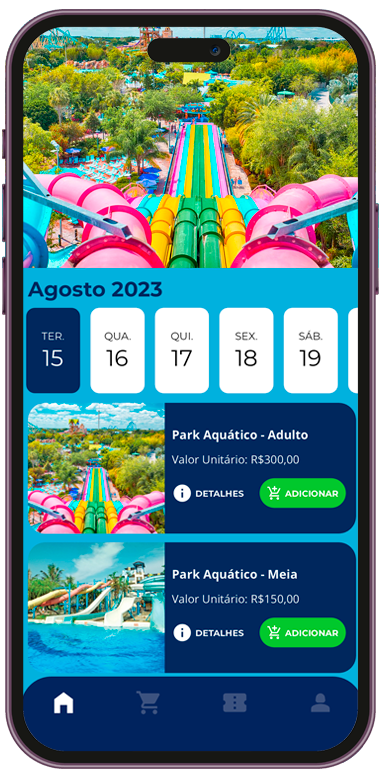 Agosto 2023
TER. QUA. QUI. SEX. SÁB.
15 16 17 18 19
Park Aquático - Adulto
Valor Unitário: R$300,00
DETALHES ADICIONAR
Park Aquático - Meia
Valor Unitário: R$150,00
DETALHES ADICIONAR